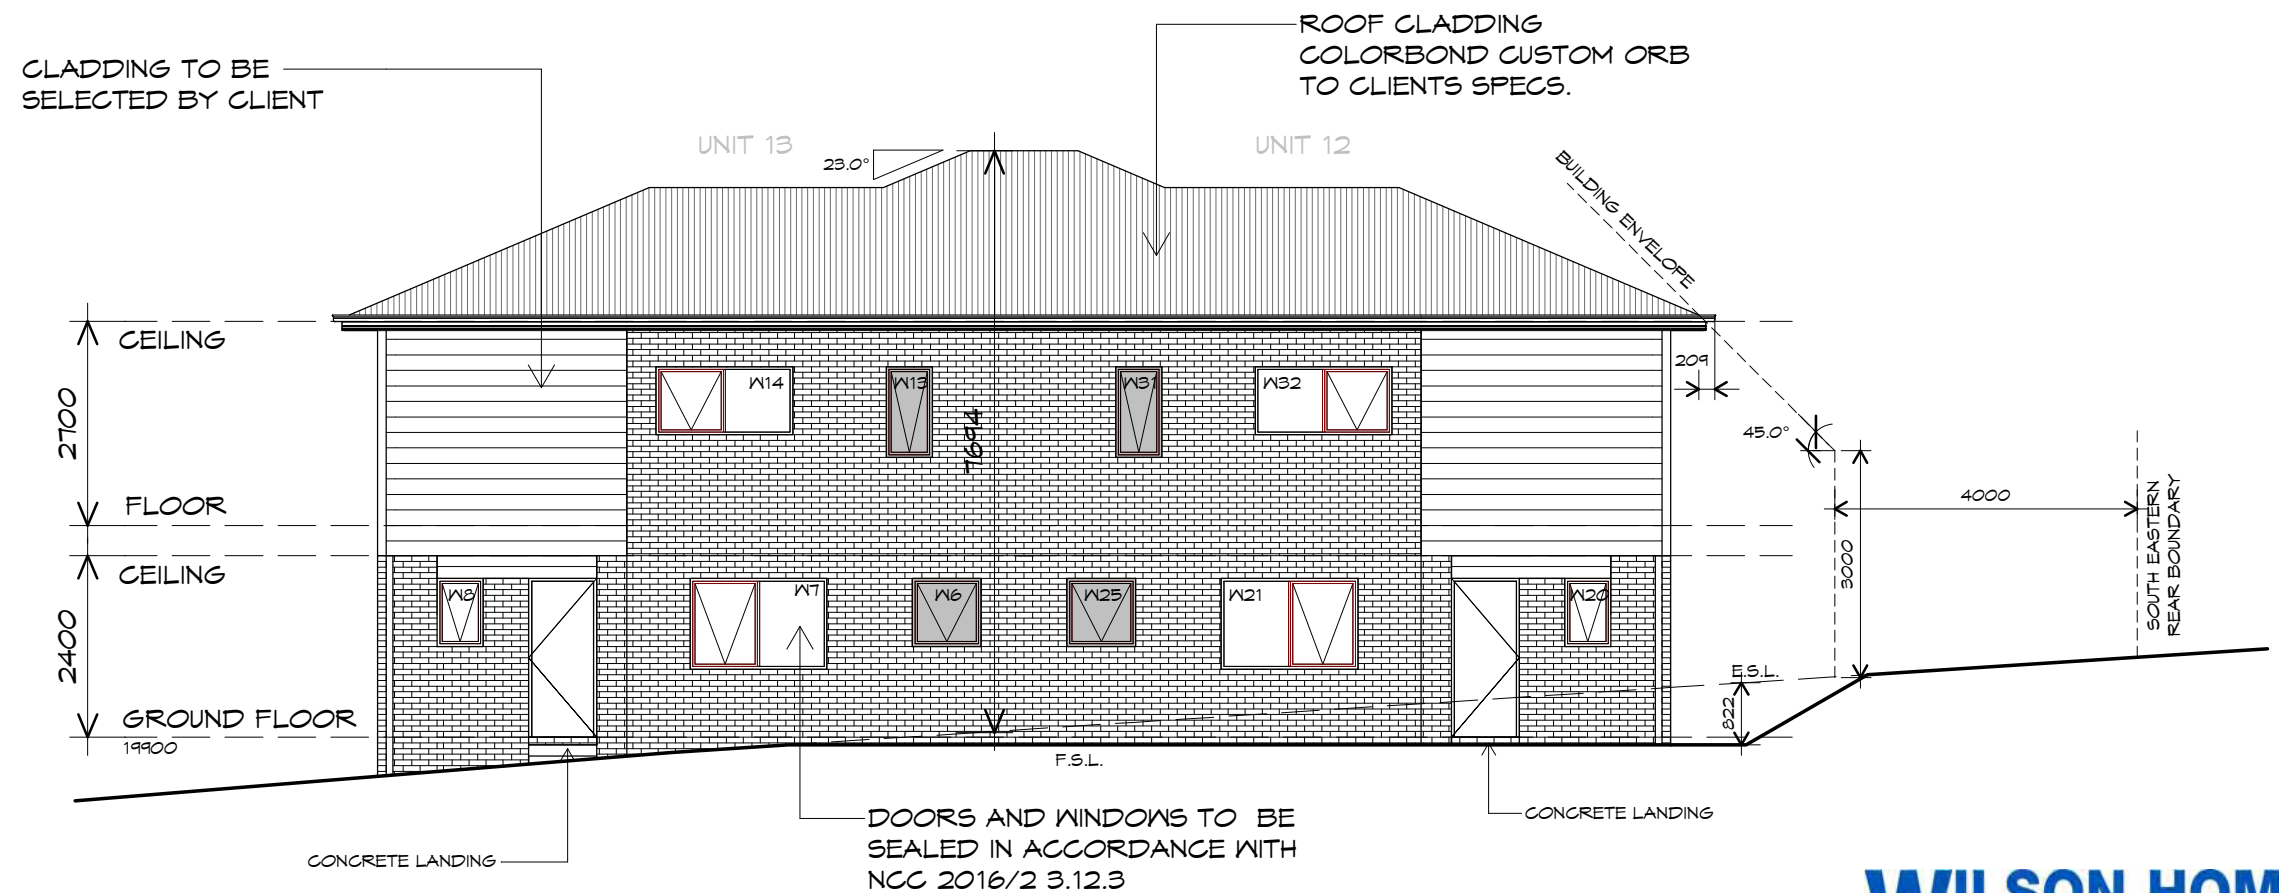 ROOF CLADDING
COLORBOND CUSTOM ORB
TO CLIENTS SPECS.
CLADDING TO BE
SELECTED BY CLIENT
UNIT 13
UNIT 12
23.0°
BUILDING ENVELOPE
CEILING
2700
FLOOR
CEILING
2400
GROUND FLOOR
19900
W14
W13
W31
W32
7694
W8
W7
W6
W25
W21
W20
209
45.0°
4000
3000
SOUTH EASTERN
REAR BOUNDARY
E.S.L.
822
F.S.L.
CONCRETE LANDING
DOORS AND WINDOWS TO BE
SEALED IN ACCORDANCE WITH
NCC 2016/2 3.12.3
CONCRETE LANDING
WILSON HOM